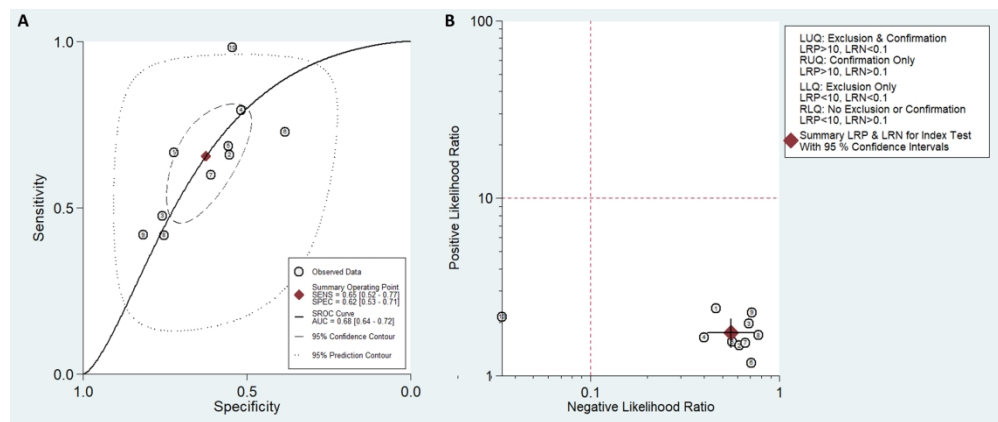 A
1.0
0.5
0.0
1.0
0.5
0.0
Sensitivity
Specificity
Observed Data
Summary Operating Point
SENS = 0.65 [0.52 - 0.77]
SPEC = 0.62 [0.53 - 0.71]
SROC Curve
AUC = 0.68 [0.64 - 0.72]
95% Confidence Contour
95% Prediction Contour
B
100
10
1
0.1
1
Positive Likelihood Ratio
Negative Likelihood Ratio
LUQ: Exclusion & Confirmation
LRP>10, LRN<0.1
RUQ: Confirmation Only
LRP>10, LRN>0.1
LLQ: Exclusion Only
LRP<10, LRN<0.1
RLQ: No Exclusion or Confirmation
LRP<10, LRN>0.1
Summary LRP & LRN for Index Test
With 95 % Confidence Intervals